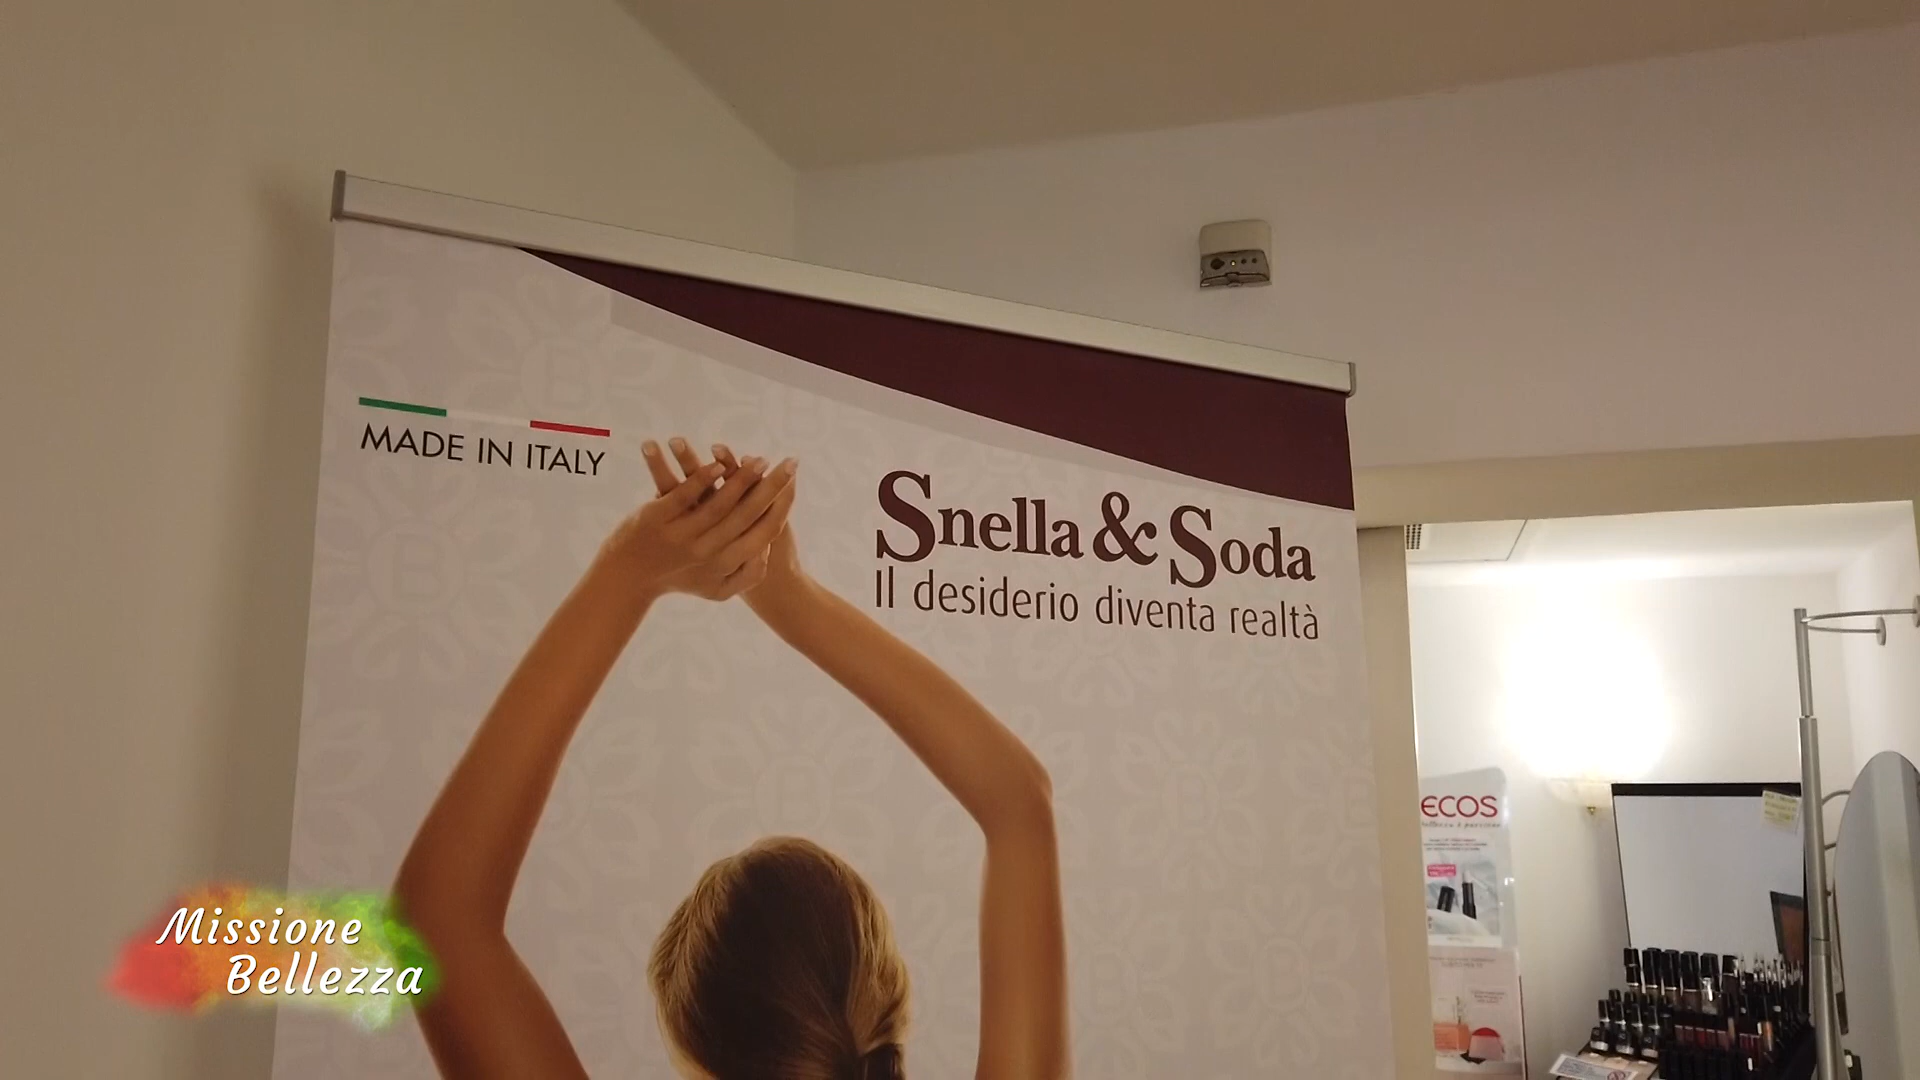 MADE IN ITALY
Snella & Soda
Il desiderio diventa realtà
ECOS
Missione
Bellezza